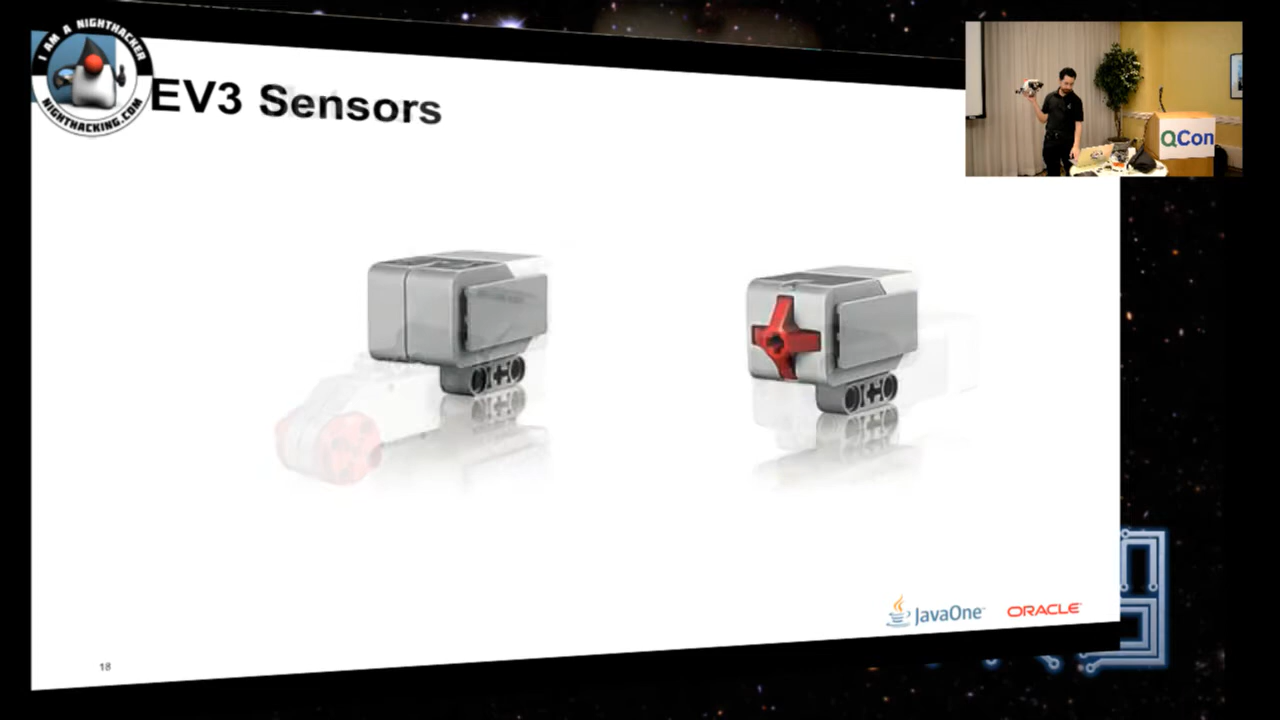 I AM A NIGHTHACKER
NIGHTHACKING.COM
EV3 Sensors
QCon
JavaOne
ORACLE
18